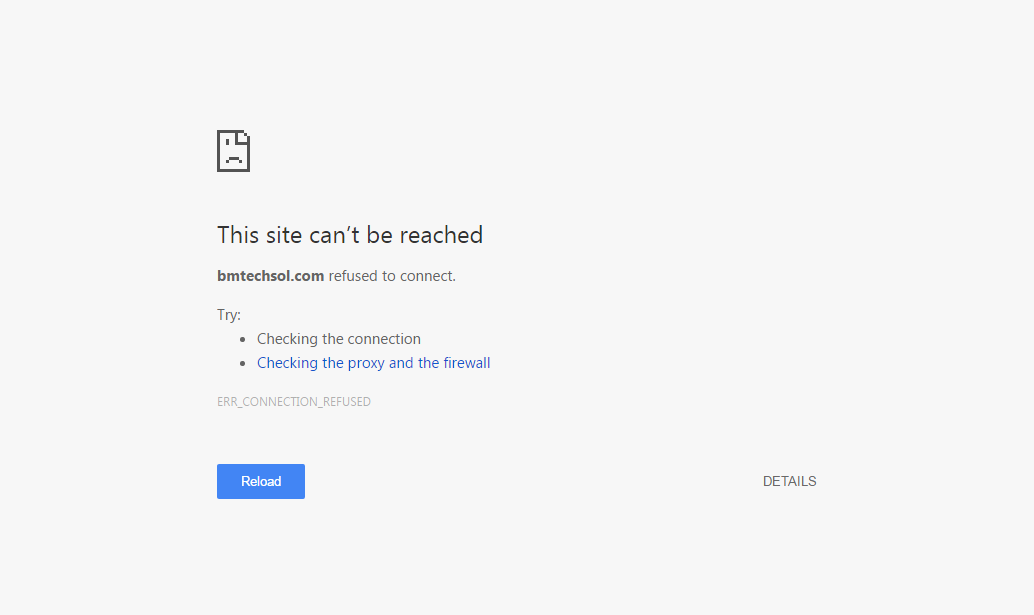 This site can’t be reached
bmtechsol.com refused to connect.
Try:
Checking the connection
Checking the proxy and the firewall
ERR_CONNECTION_REFUSED
Reload
DETAILS